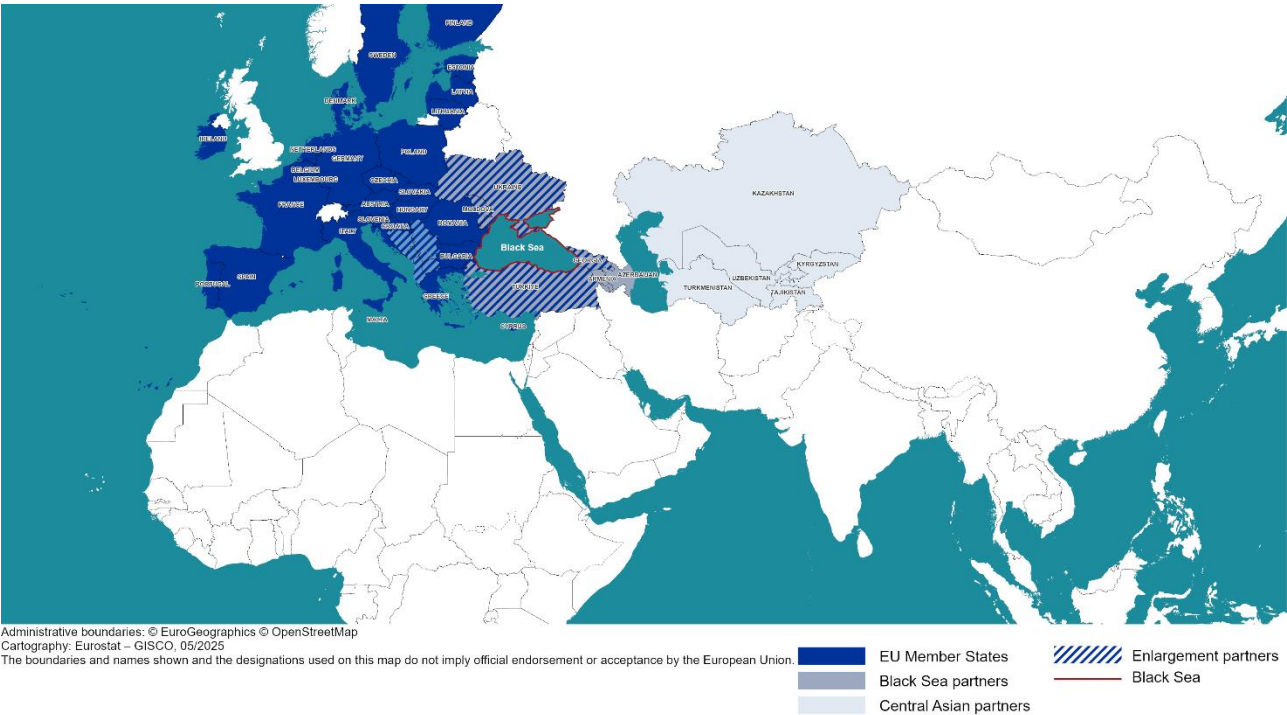 FINLAND
SWEDEN
ESTONIA
LATVIA
DENMARK
LITHUANIA
IRELAND
NETHERLANDS
POLAND
GERMANY
BELGIUM
LUXEMBOURG
CZECHIA
UKRAINE
SLOVAKIA
KAZAKHSTAN
FRANCE
AUSTRIA
HUNGARY
MOLDOVA
SLOVENIA
ROMANIA
CROATIA
ITALY
Black Sea
BULGARIA
GEORGIA
KYRGYZSTAN
SPAIN
ARMENIA
AZERBAIJAN
UZBEKISTAN
PORTUGAL
TÜRKİYE
TURKMENISTAN
TAJIKISTAN
GREECE
MALTA
CYPRUS
Administrative boundaries: © EuroGeographics © OpenStreetMap
Cartography: Eurostat – GISCO, 05/2025
The boundaries and names shown and the designations used on this map do not imply official endorsement or acceptance by the European Union.
EU Member States
Black Sea partners
Central Asian partners
Enlargement partners
Black Sea